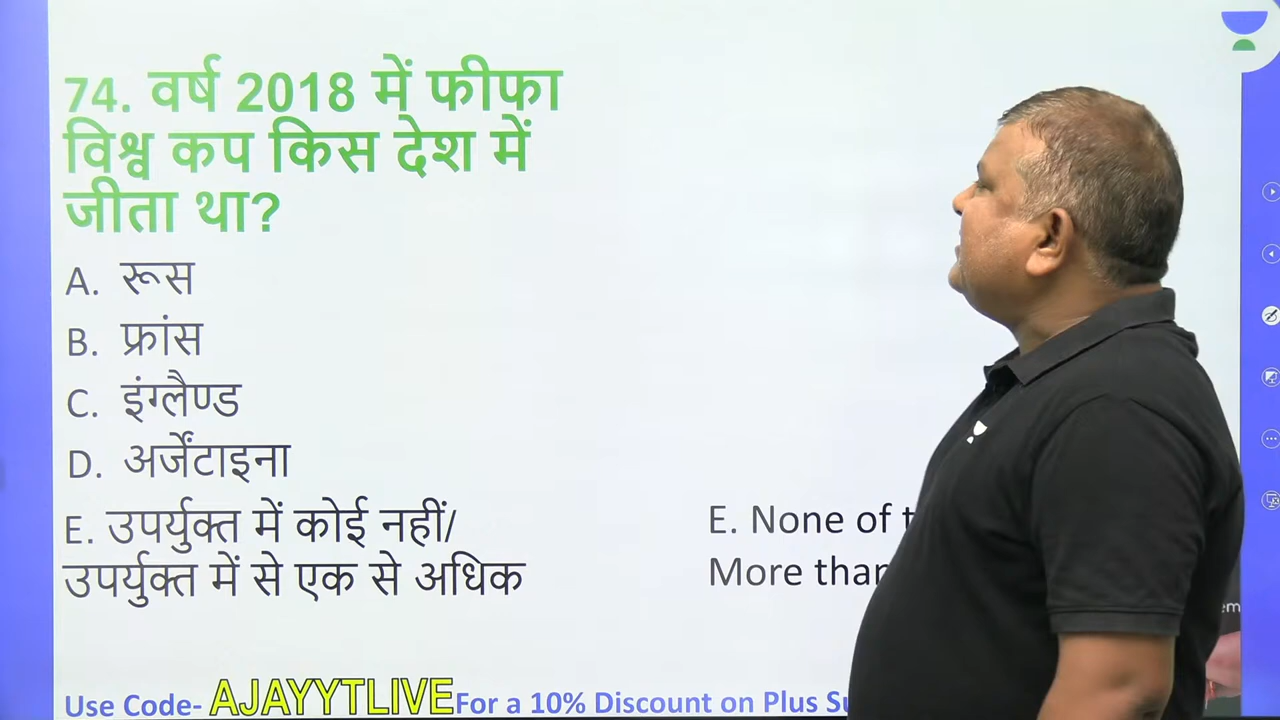 74. वर्ष 2018 में फीफा
विश्व कप किस देश में
जीता था?
A. रूस
B. फ्रांस
C. इंग्लैण्ड
D. अर्जेंटाइना
E. उपर्युक्त में कोई नहीं/
उपर्युक्त में से एक से अधिक
E. None of
More than
Use Code- AJAYYTLIVE For a 10% Discount on Plus